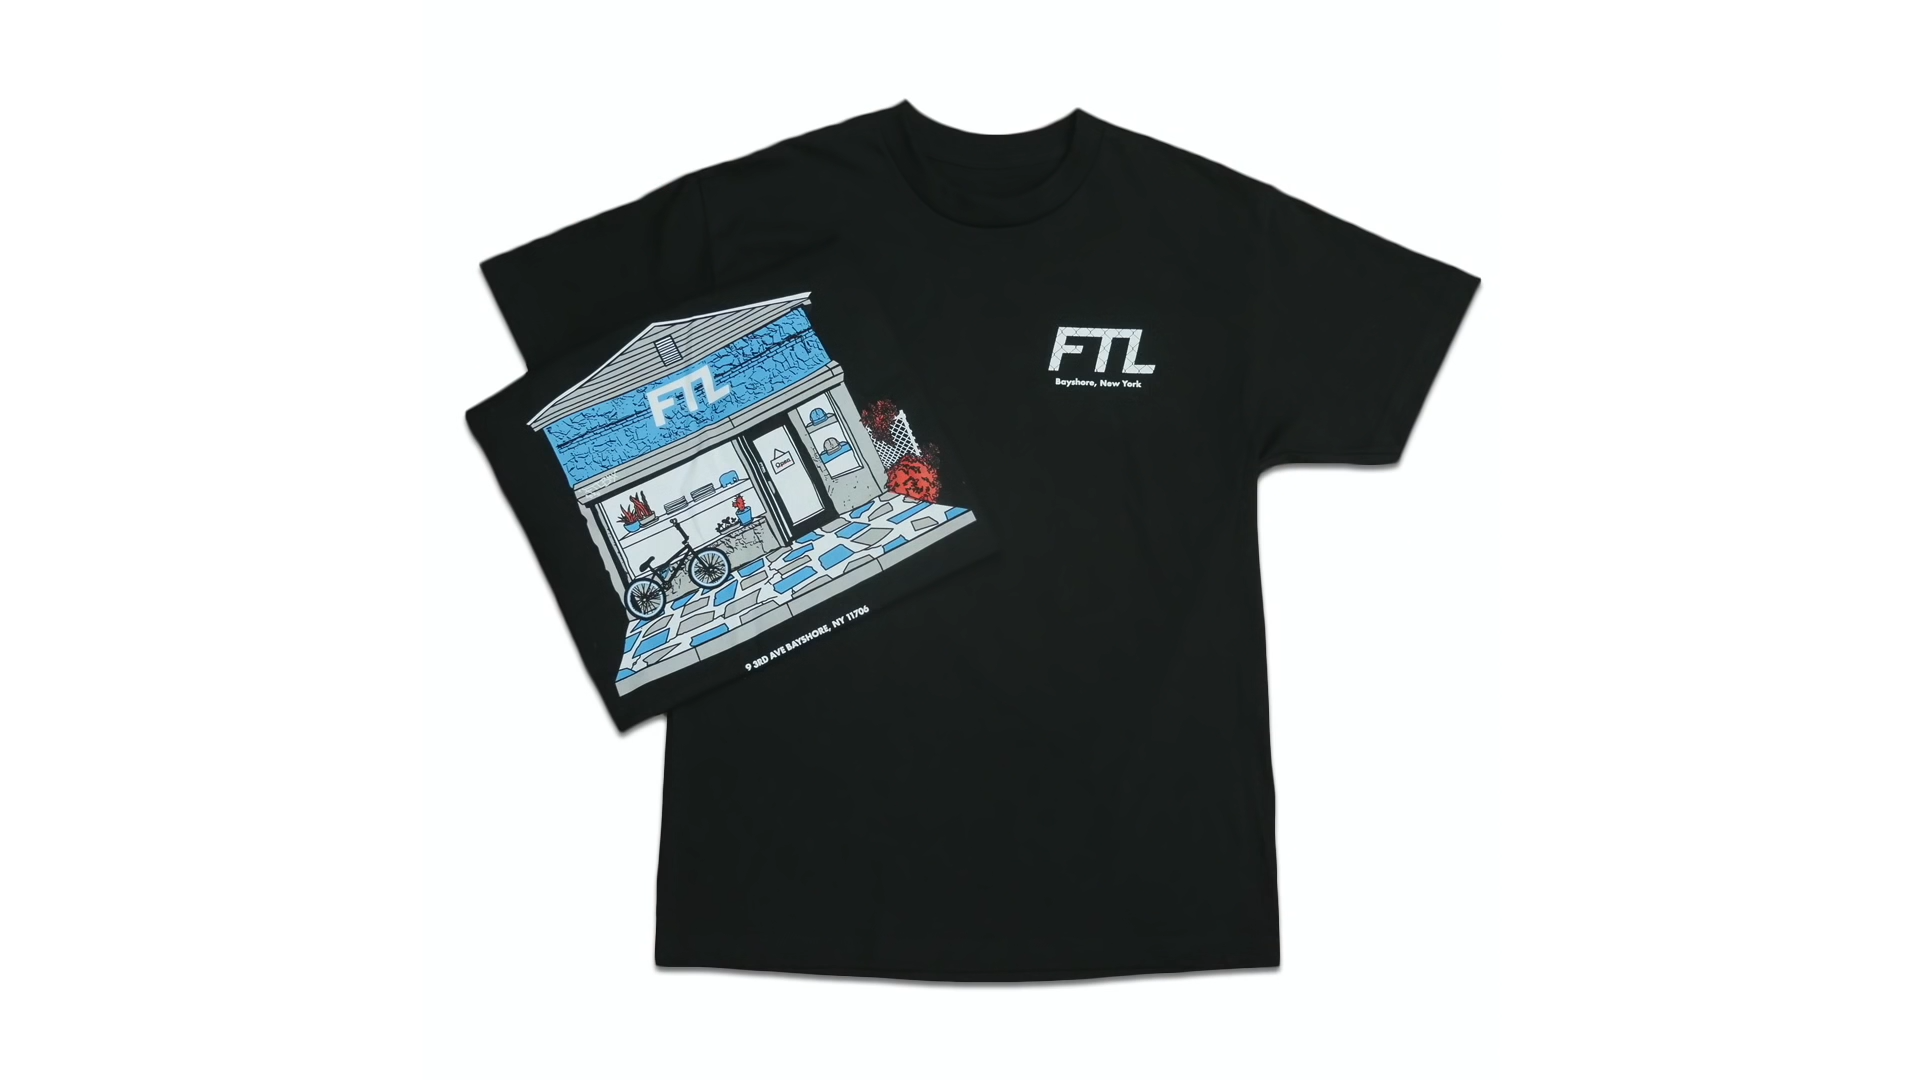 FTL
Bayshore, New York
FTL
Open
9 3RD AVE BAYSHORE, NY 11706